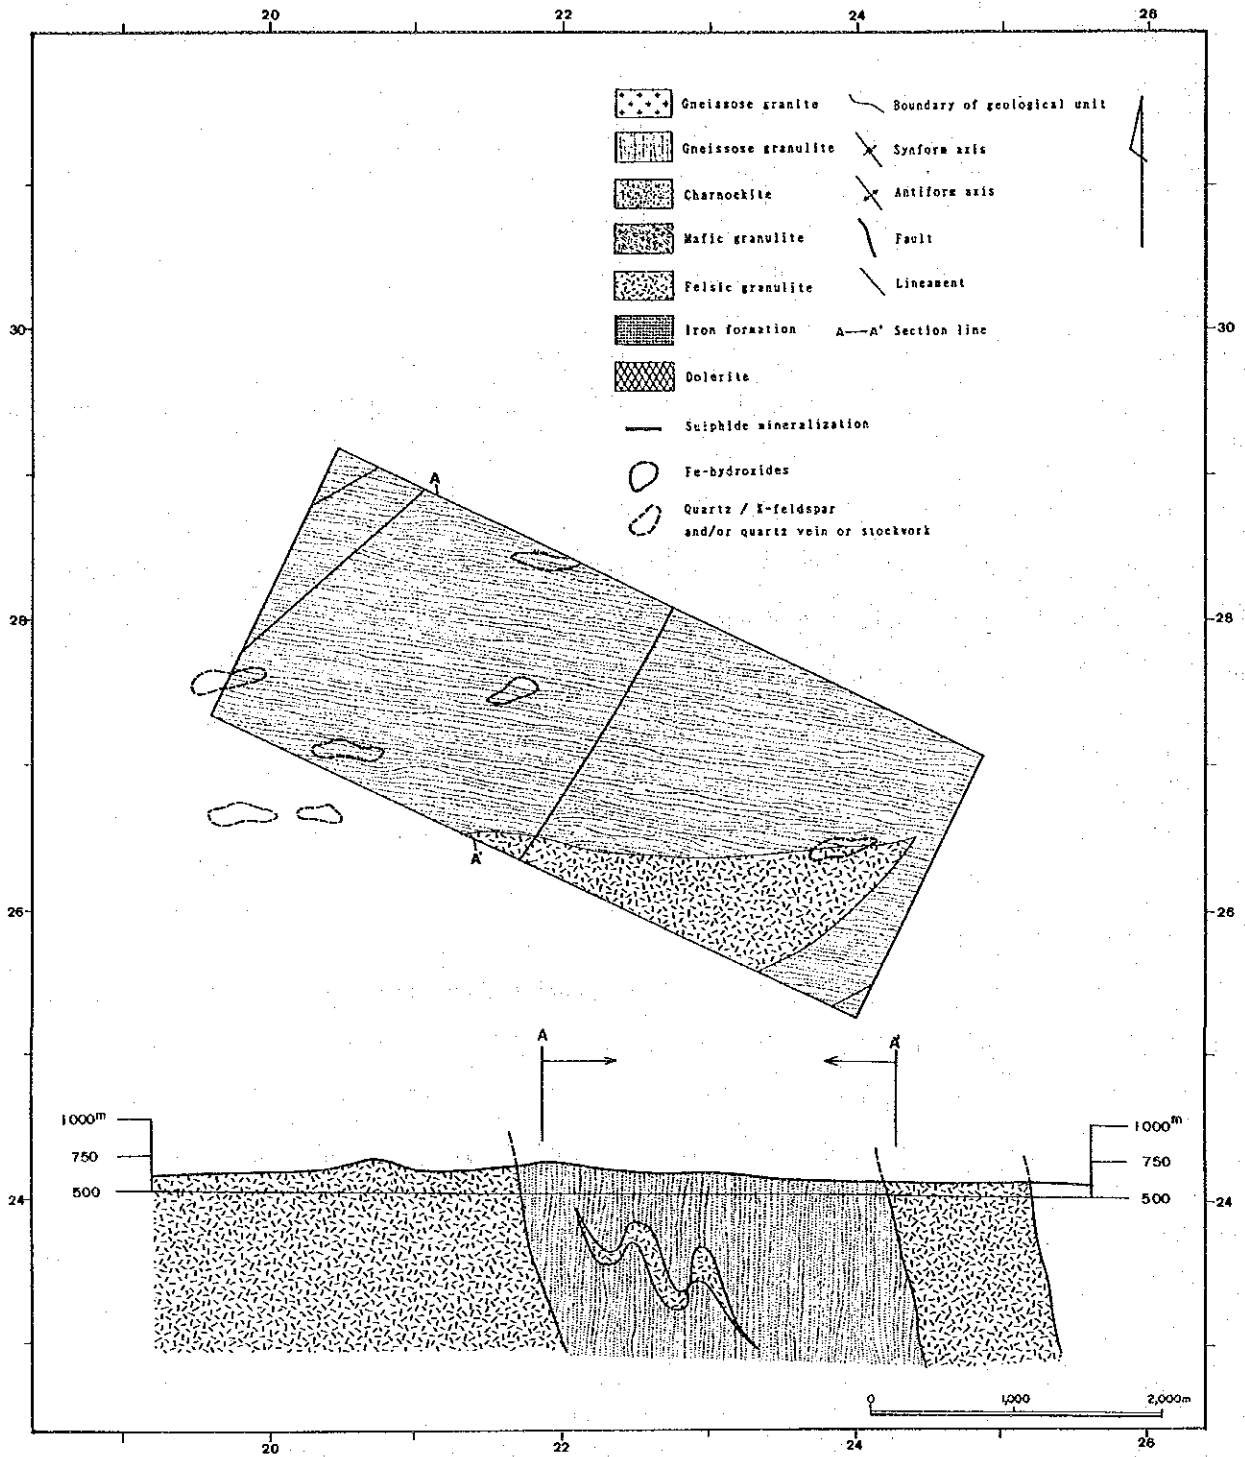 20 22 24 28
Gneissose granite
Boundary of geological unit
Gneissose granulite
Synform axis
Charnockite
Antiform axis
Mafic granulite
Fault
Felsic granulite
Lineament
Iron formation
A—A' Section line
Dolerite
Sulphide mineralization
Fe-hydroxides
Quartz / K-feldspar
and/or quartz vein or stockwork
30 30
A
28 28
A'
26 26
A A'
1000m 1000m
750 750
500 500
24 24
0 1,000 2,000m
20 22 24 26